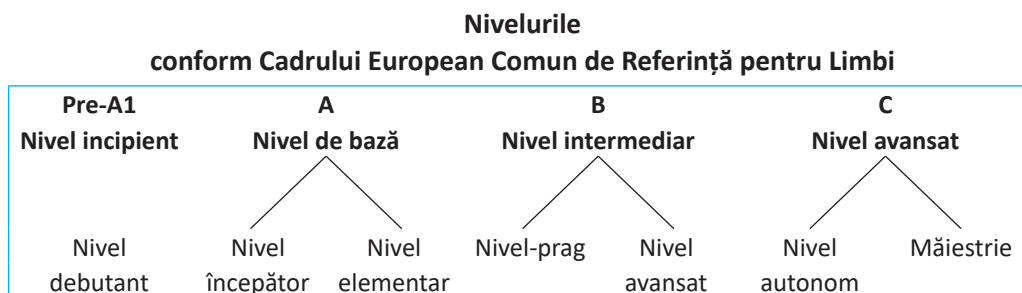 Nivelurile
conform Cadrului European Comun de Referință pentru Limbi
Pre-A1 A B C
Nivel incipient Nivel de bază Nivel intermediar Nivel avansat
Nivel Nivel Nivel Nivel-prag Nivel Nivel Măiestrie
debutant începător elementar avansat autonom